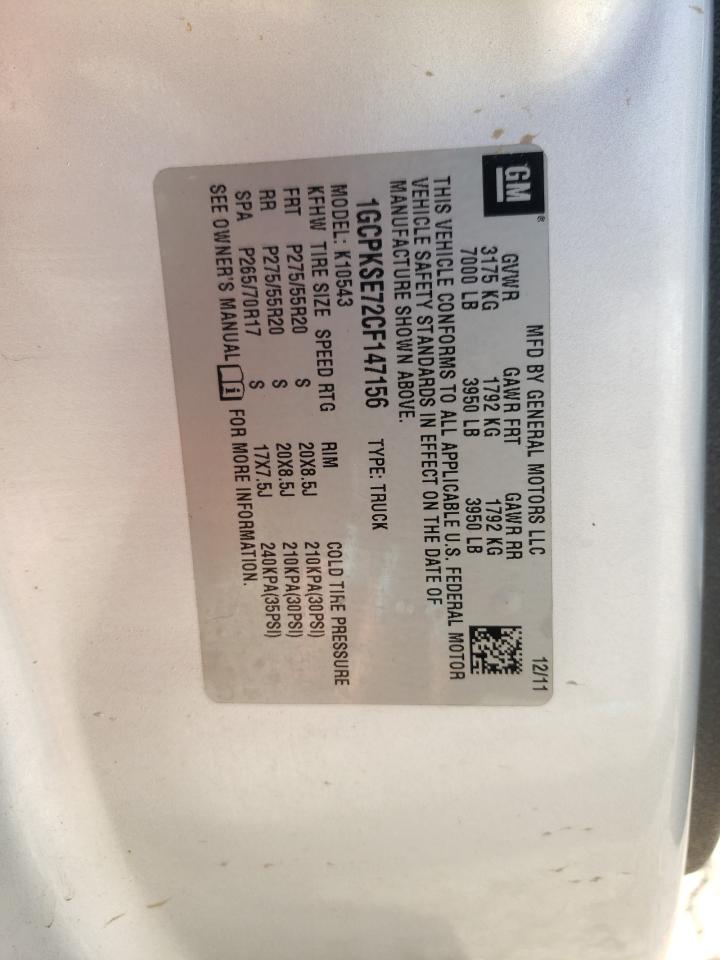 GM®
MFD BY GENERAL MOTORS LLC 12/11
GVWR GAWR FRT GAWR RR
3175 KG 1792 KG 1792 KG
7000 LB 3950 LB 3950 LB
THIS VEHICLE CONFORMS TO ALL APPLICABLE U.S. FEDERAL MOTOR
VEHICLE SAFETY STANDARDS IN EFFECT ON THE DATE OF
MANUFACTURE SHOWN ABOVE.
1GCPKSE72CF147156 TYPE: TRUCK
MODEL: K10543
KFHW TIRE SIZE SPEED RTG RIM COLD TIRE PRESSURE
FRT P275/55R20 S 20X8.5J 210KPA(30PSI)
RR P275/55R20 S 20X8.5J 210KPA(30PSI)
SPA P265/70R17 S 17X7.5J 240KPA(35PSI)
SEE OWNER'S MANUAL i FOR MORE INFORMATION.